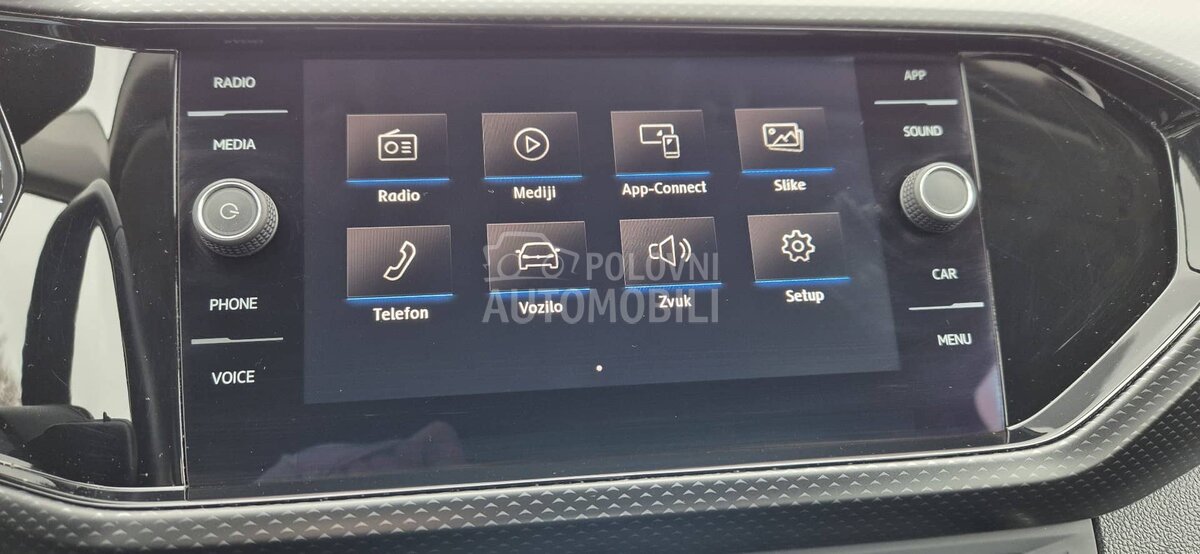 RADIO
MEDIA
PHONE
VOICE
Radio
Mediji
App-Connect
Slike
Telefon
Vozilo
Zvuk
Setup
POLOVNI
AUTOMOBILI
APP
SOUND
CAR
MENU